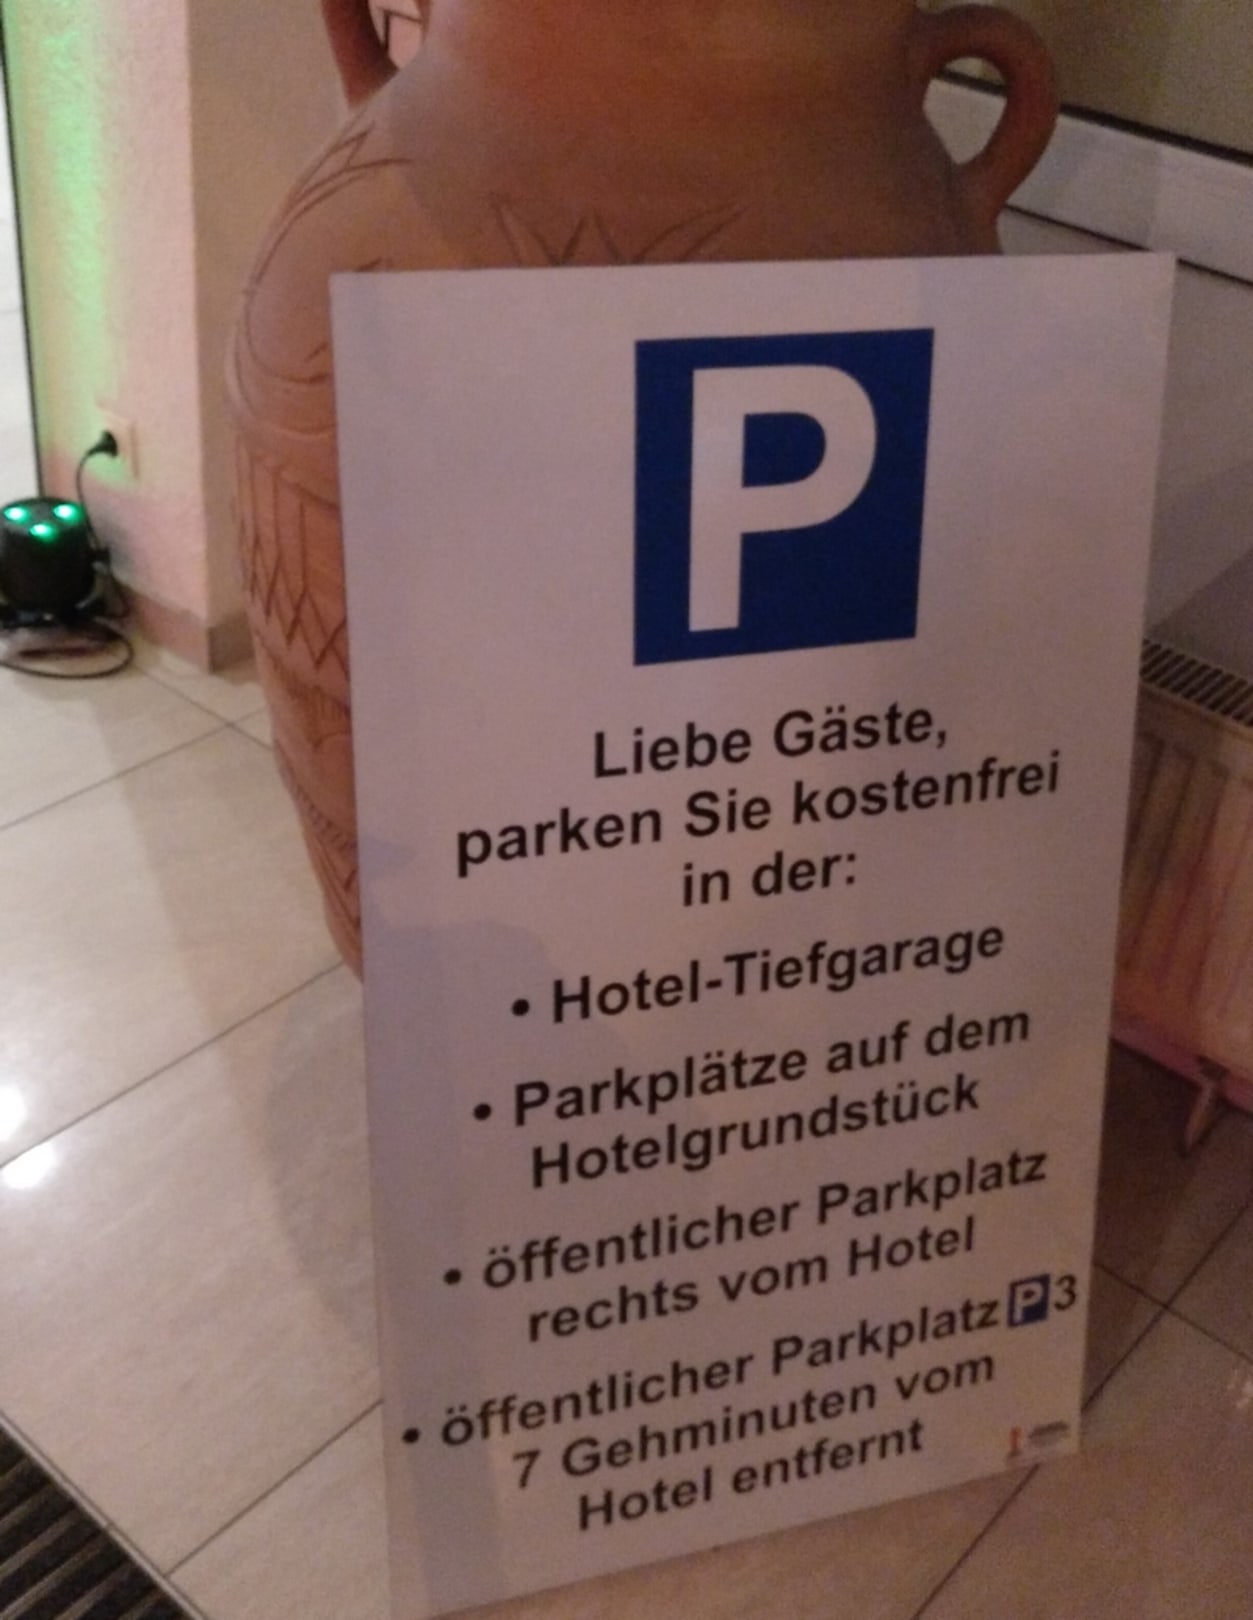 P
Liebe Gäste,
parken Sie kostenfrei
in der:
• Hotel-Tiefgarage
• Parkplätze auf dem
Hotelgrundstück
• öffentlicher Parkplatz
rechts vom Hotel
• öffentlicher Parkplatz P 3
7 Gehminuten vom
Hotel entfernt